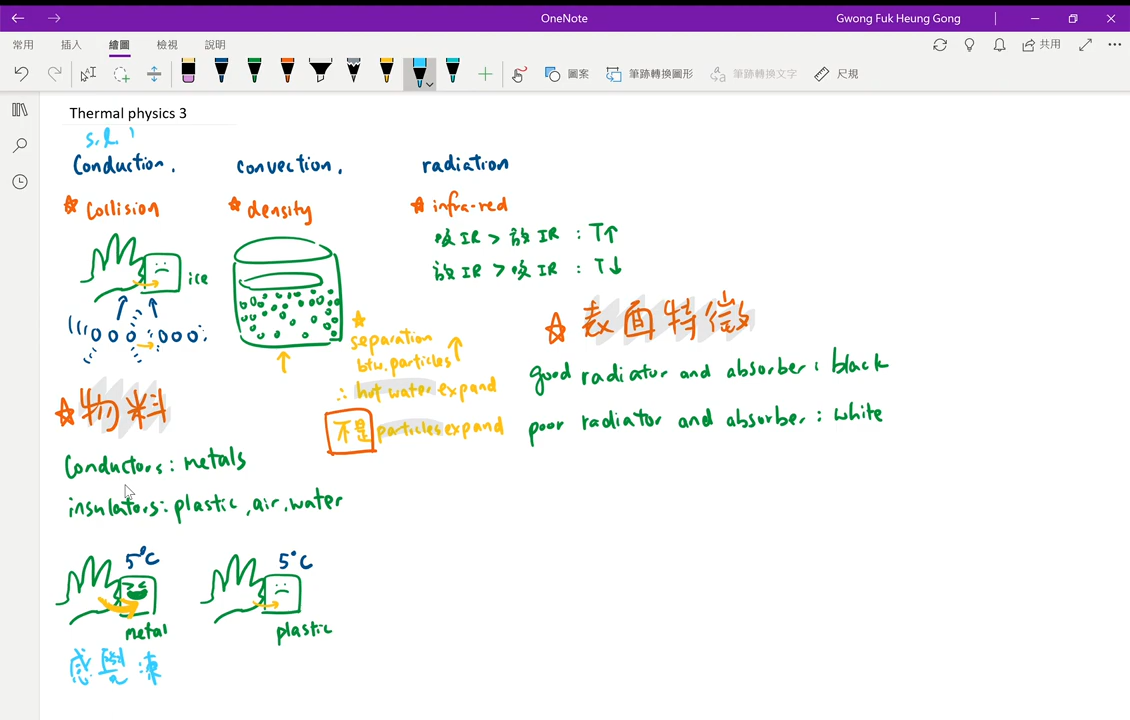 OneNote
Gwong Fuk Heung Gong
常用 插入 繪圖 檢視 說明
共用
圖案 筆跡轉換圖形 筆跡轉換文字 尺規
Thermal physics 3
s, l,
Conduction. convection. radiation
collision density infra-red
吸 IR > 放 IR : T↑
放 IR > 吸 IR : T↓
ice
表面特徵
separation
btw. particles ↑
∴ hot water expand
不是 particles expand
good radiator and absorber : black
poor radiator and absorber : white
物料
Conductors : metals
insulators : plastic, air, water
5°C 5°C
metal plastic
感覺凍